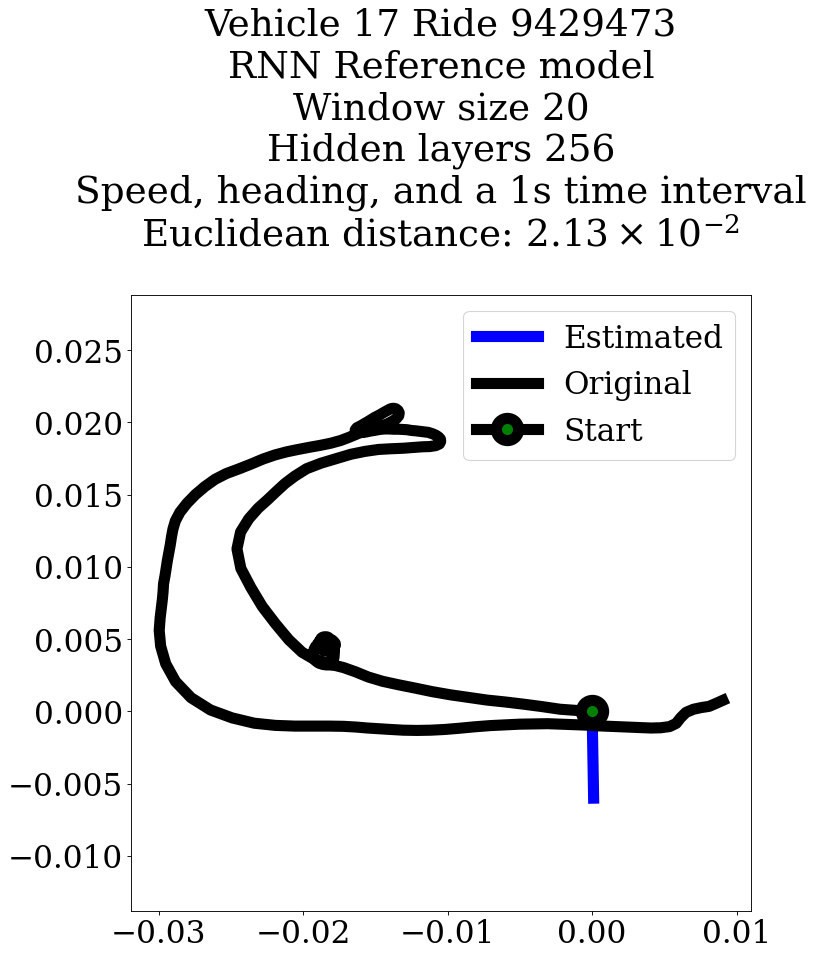 Vehicle 17 Ride 9429473
RNN Reference model
Window size 20
Hidden layers 256
Speed, heading, and a 1s time interval
Euclidean distance: 2.13 × 10⁻²
Estimated
Original
Start
0.025
0.020
0.015
0.010
0.005
0.000
−0.005
−0.010
−0.03 −0.02 −0.01 0.00 0.01